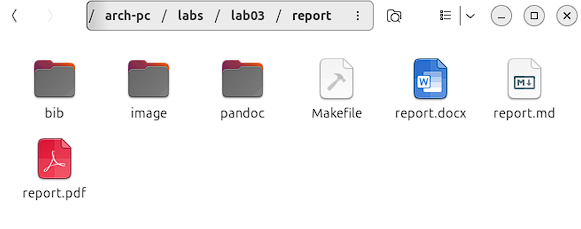 / arch-pc / labs / lab03 / report
bib image pandoc Makefile report.docx report.md
report.pdf